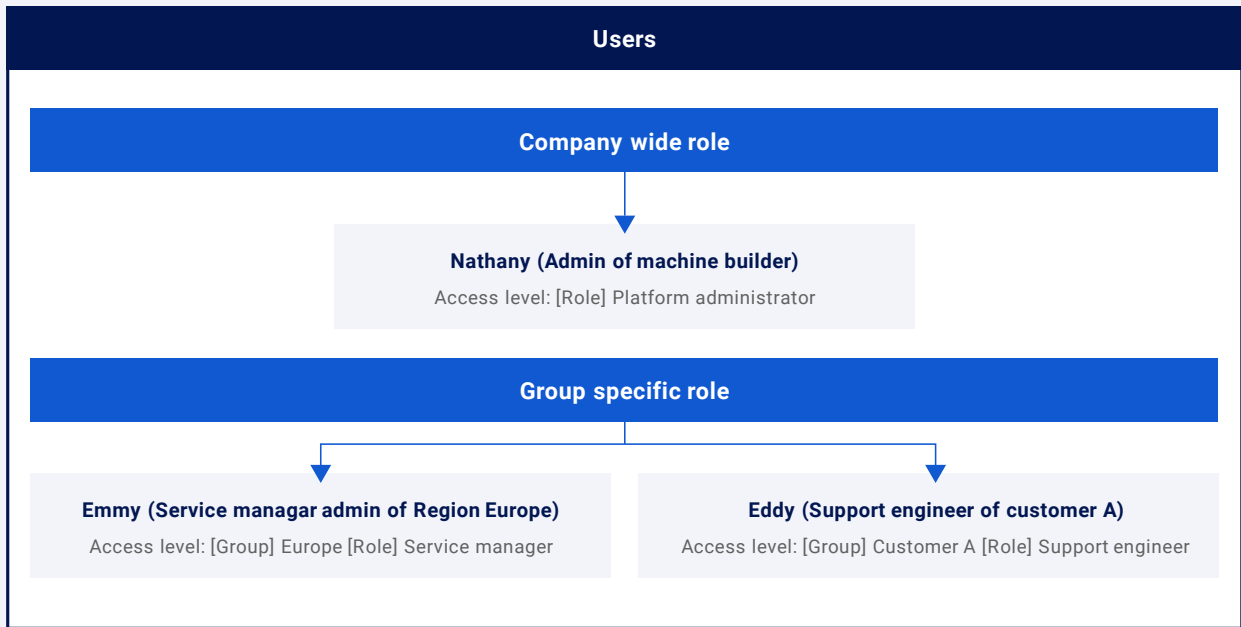 Users
Company wide role
Nathany (Admin of machine builder)
Access level: [Role] Platform administrator
Group specific role
Emmy (Service managar admin of Region Europe)
Access level: [Group] Europe [Role] Service manager
Eddy (Support engineer of customer A)
Access level: [Group] Customer A [Role] Support engineer